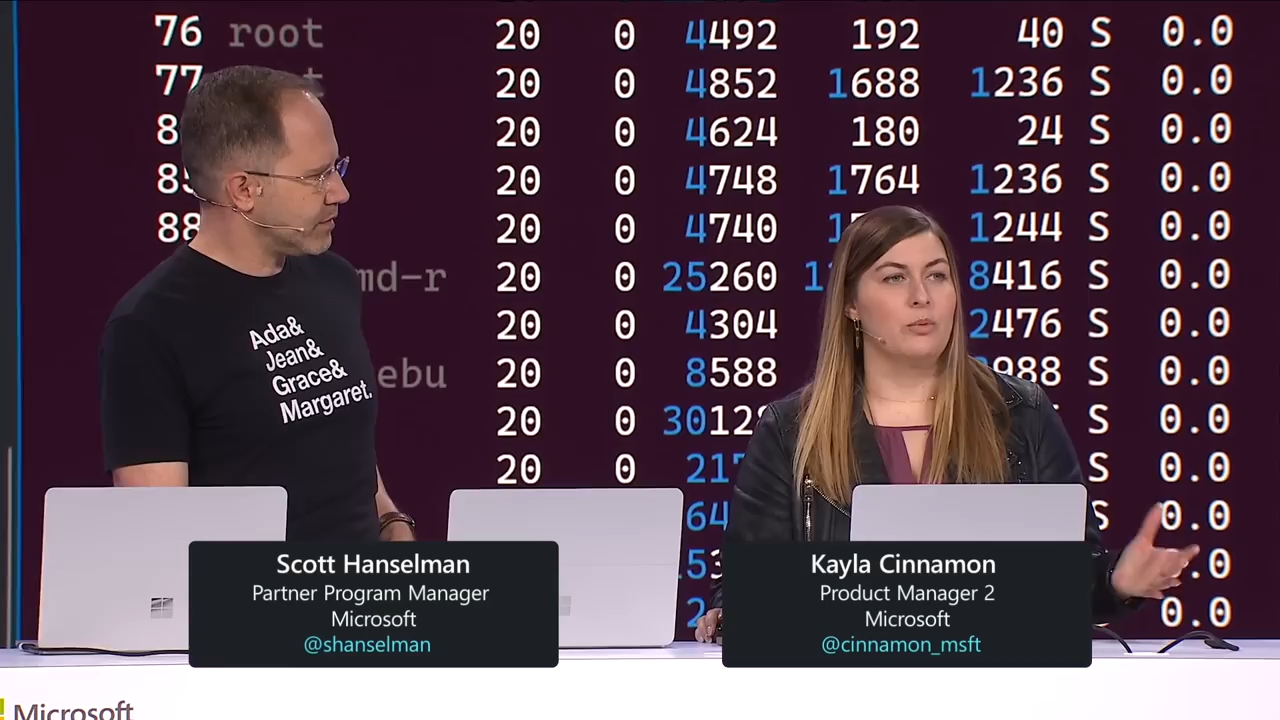 76 root 20 0 4492 192 40 S 0.0
77 20 0 4852 1688 1236 S 0.0
20 0 4624 180 24 S 0.0
20 0 4748 1764 1236 S 0.0
88 20 0 4740 1244 S 0.0
md-r 20 0 25260 8416 S 0.0
20 0 4304 2476 S 0.0
ebu 20 0 8588 988 S 0.0
20 0 S 0.0
20 0 S 0.0
S 0.0
S 0.0
Ada&
Jean&
Grace&
Margaret.
Scott Hanselman
Partner Program Manager
Microsoft
@shanselman
Kayla Cinnamon
Product Manager 2
Microsoft
@cinnamon_msft
Microsoft